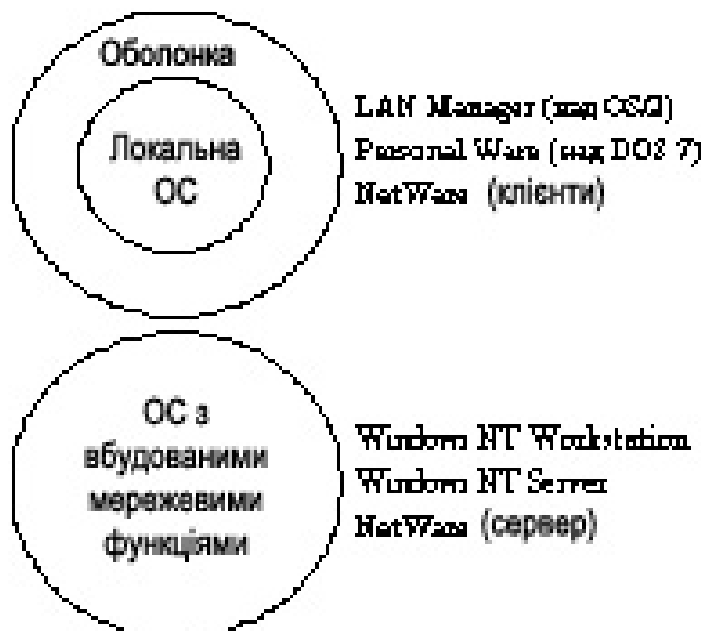 Оболонка
Локальна
ОС
LAN Manager (над OS/2)
Personal Ware (над DOS 7)
NetWare (клієнти)
ОС з
вбудованими
мережевими
функціями
Windows NT Workstation
Windows NT Server
NetWare (сервер)